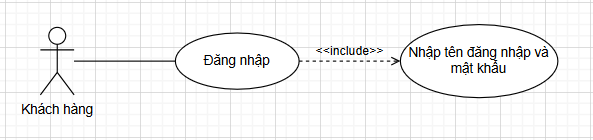 Đăng nhập
<<include>>
Nhập tên đăng nhập và
mật khẩu
Khách hàng